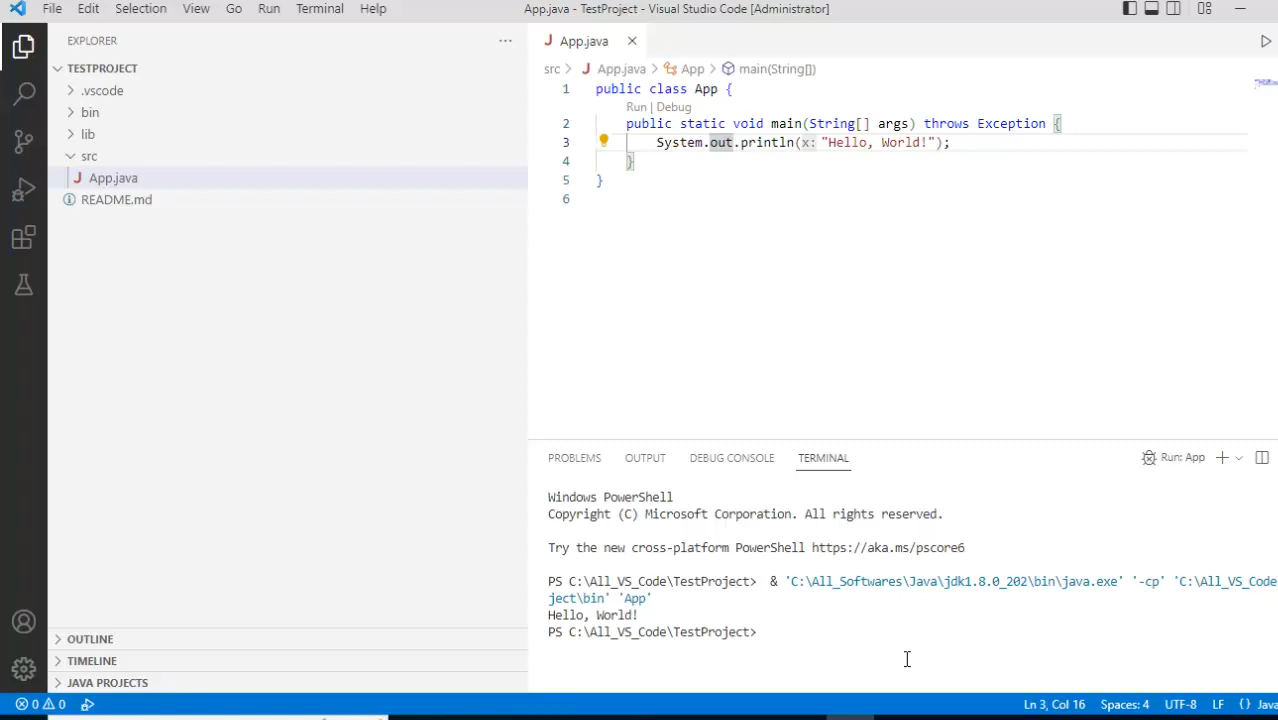 File Edit Selection View Go Run Terminal Help App.java - TestProject - Visual Studio Code [Administrator]
EXPLORER
TESTPROJECT
.vscode
bin
lib
src
J App.java
README.md
OUTLINE
TIMELINE
JAVA PROJECTS
J App.java
src > J App.java > App > main(String[])
1 public class App {
Run | Debug
2 public static void main(String[] args) throws Exception {
3 System.out.println(x: "Hello, World!");
4 }
5 }
6
PROBLEMS OUTPUT DEBUG CONSOLE TERMINAL Run: App
Windows PowerShell
Copyright (C) Microsoft Corporation. All rights reserved.
Try the new cross-platform PowerShell https://aka.ms/pscore6
PS C:\All_VS_Code\TestProject> & 'C:\All_Softwares\Java\jdk1.8.0_202\bin\java.exe' '-cp' 'C:\All_VS_Code
ject\bin' 'App'
Hello, World!
PS C:\All_VS_Code\TestProject>
0 0 Ln 3, Col 16 Spaces: 4 UTF-8 LF {} Java